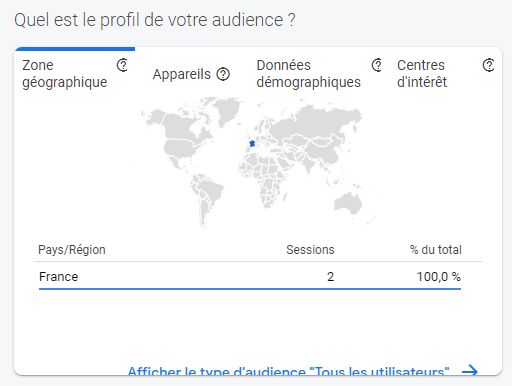 Quel est le profil de votre audience ?
Zone géographique
Appareils
Données démographiques
Centres d'intérêt
Pays/Région Sessions % du total
France 2 100,0 %
Afficher le type d'audience "Tous les utilisateurs"